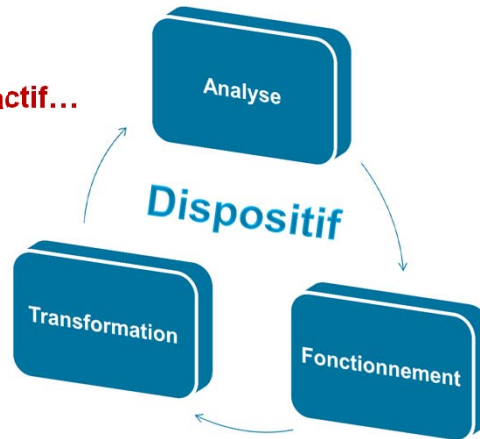 Analyse
actif…
Dispositif
Transformation
Fonctionnement